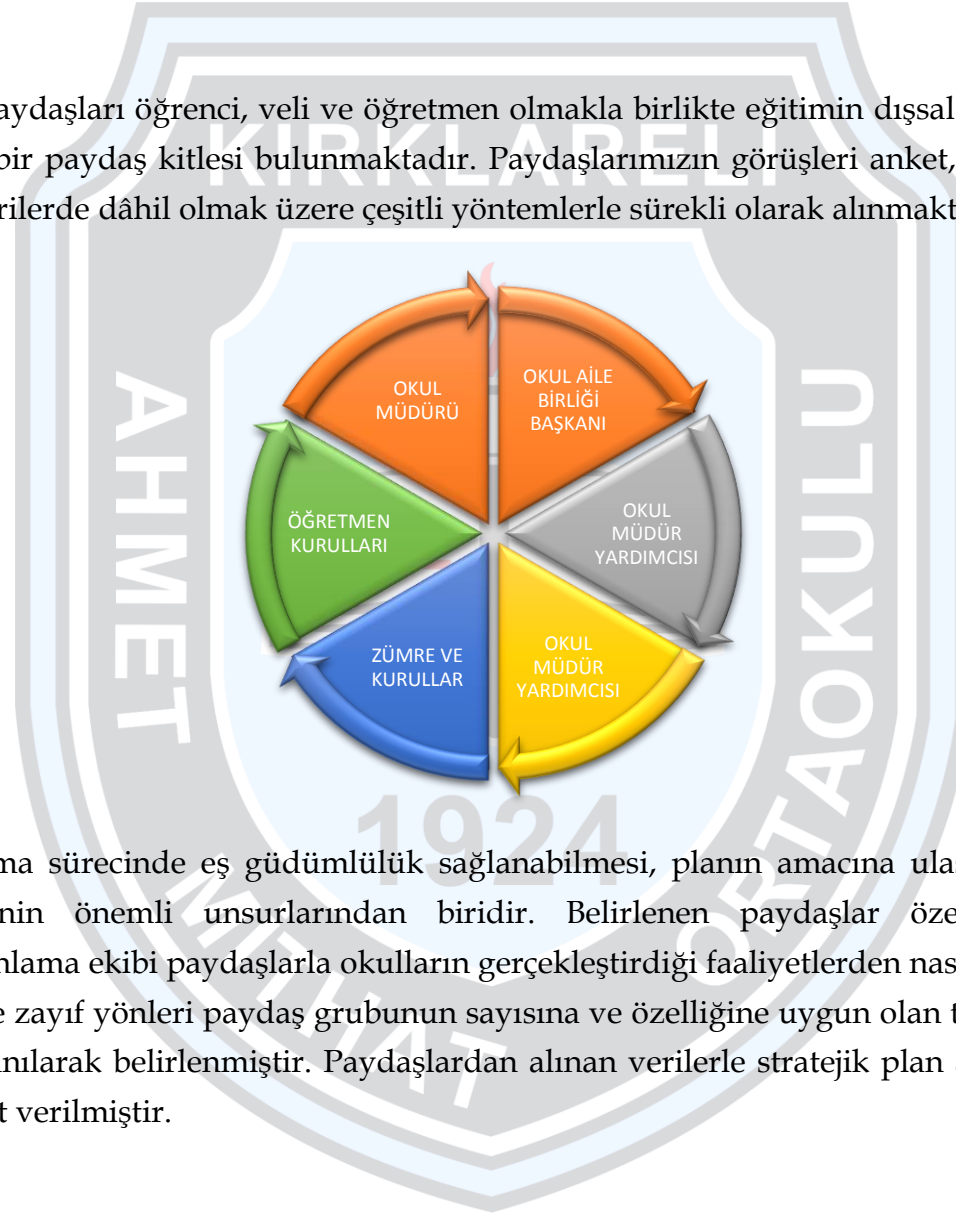 aydaşları öğrenci, veli ve öğretmen olmakla birlikte eğitimin dışsal
bir paydaş kitlesi bulunmaktadır. Paydaşlarımızın görüşleri anket,
rilerde dâhil olmak üzere çeşitli yöntemlerle sürekli olarak alınmakt
KIRKLARELİ
AHMET
MİTHAT
ORTAOKULU
1924
OKUL
MÜDÜRÜ
OKUL AİLE
BİRLİĞİ
BAŞKANI
OKUL
MÜDÜR
YARDIMCISI
OKUL
MÜDÜR
YARDIMCISI
ZÜMRE VE
KURULLAR
ÖĞRETMEN
KURULLARI
ma sürecinde eş güdümlülük sağlanabilmesi, planın amacına ulaş
nin önemli unsurlarından biridir. Belirlenen paydaşlar öze
nlama ekibi paydaşlarla okulların gerçekleştirdiği faaliyetlerden nas
e zayıf yönleri paydaş grubunun sayısına ve özelliğine uygun olan t
nılarak belirlenmiştir. Paydaşlardan alınan verilerle stratejik plan
t verilmiştir.